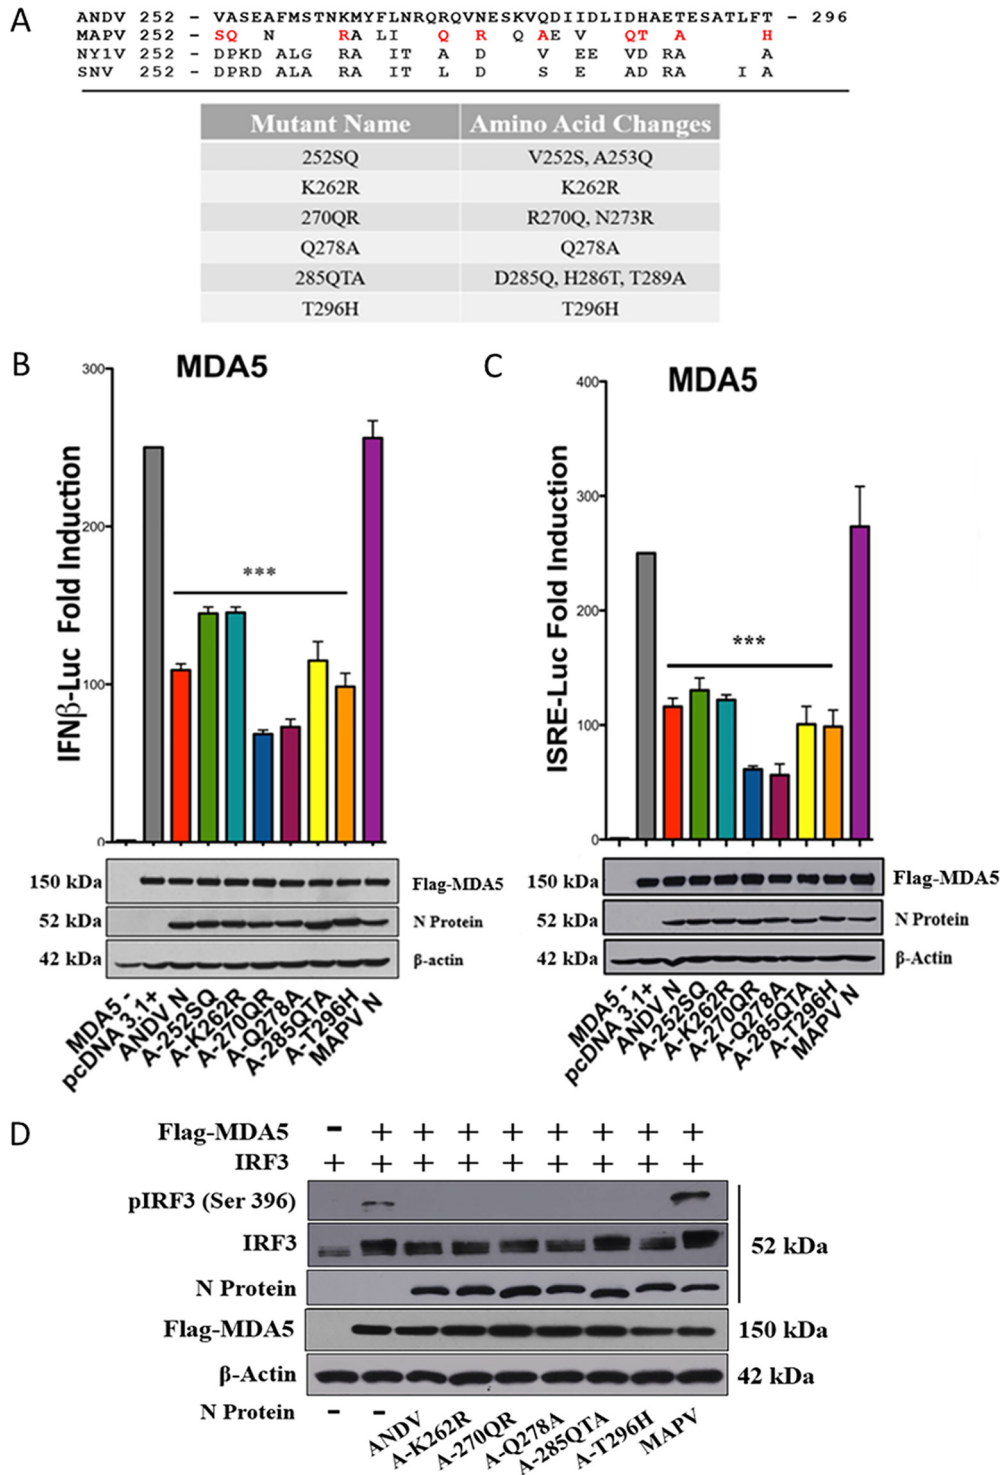 A
ANDV 252 - VASEAFMSTNKMYFLNRQRQVNESKVQDIIDLIDHAETESATLFT - 296
MAPV 252 - SQ N RA LI Q R Q AE V QT A H
NY1V 252 - DPKD ALG RA IT A D V EE VD RA A
SNV 252 - DPRD ALA RA IT L D S E AD RA I A
Mutant Name Amino Acid Changes
252SQ V252S, A253Q
K262R K262R
270QR R270Q, N273R
Q278A Q278A
285QTA D285Q, H286T, T289A
T296H T296H
B
MDA5
IFNβ-Luc Fold Induction
300
200
100
0
***
150 kDa Flag-MDA5
52 kDa N Protein
42 kDa β-actin
MDA5 -
pcDNA 3.1+
ANDV N
A-252SQ
A-K262R
A-270QR
A-Q278A
A-285QTA
A-T296H
MAPV N
C
MDA5
ISRE-Luc Fold Induction
400
300
200
100
0
***
150 kDa Flag-MDA5
52 kDa N Protein
42 kDa β-Actin
MDA5 -
pcDNA 3.1+
ANDV N
A-252SQ
A-K262R
A-270QR
A-Q278A
A-285QTA
A-T296H
MAPV N
D
Flag-MDA5 - + + + + + + + +
IRF3 + + + + + + + + +
pIRF3 (Ser 396)
IRF3 52 kDa
N Protein
Flag-MDA5 150 kDa
β-Actin 42 kDa
N Protein - - ANDV A-K262R A-270QR A-Q278A A-285QTA A-T296H MAPV